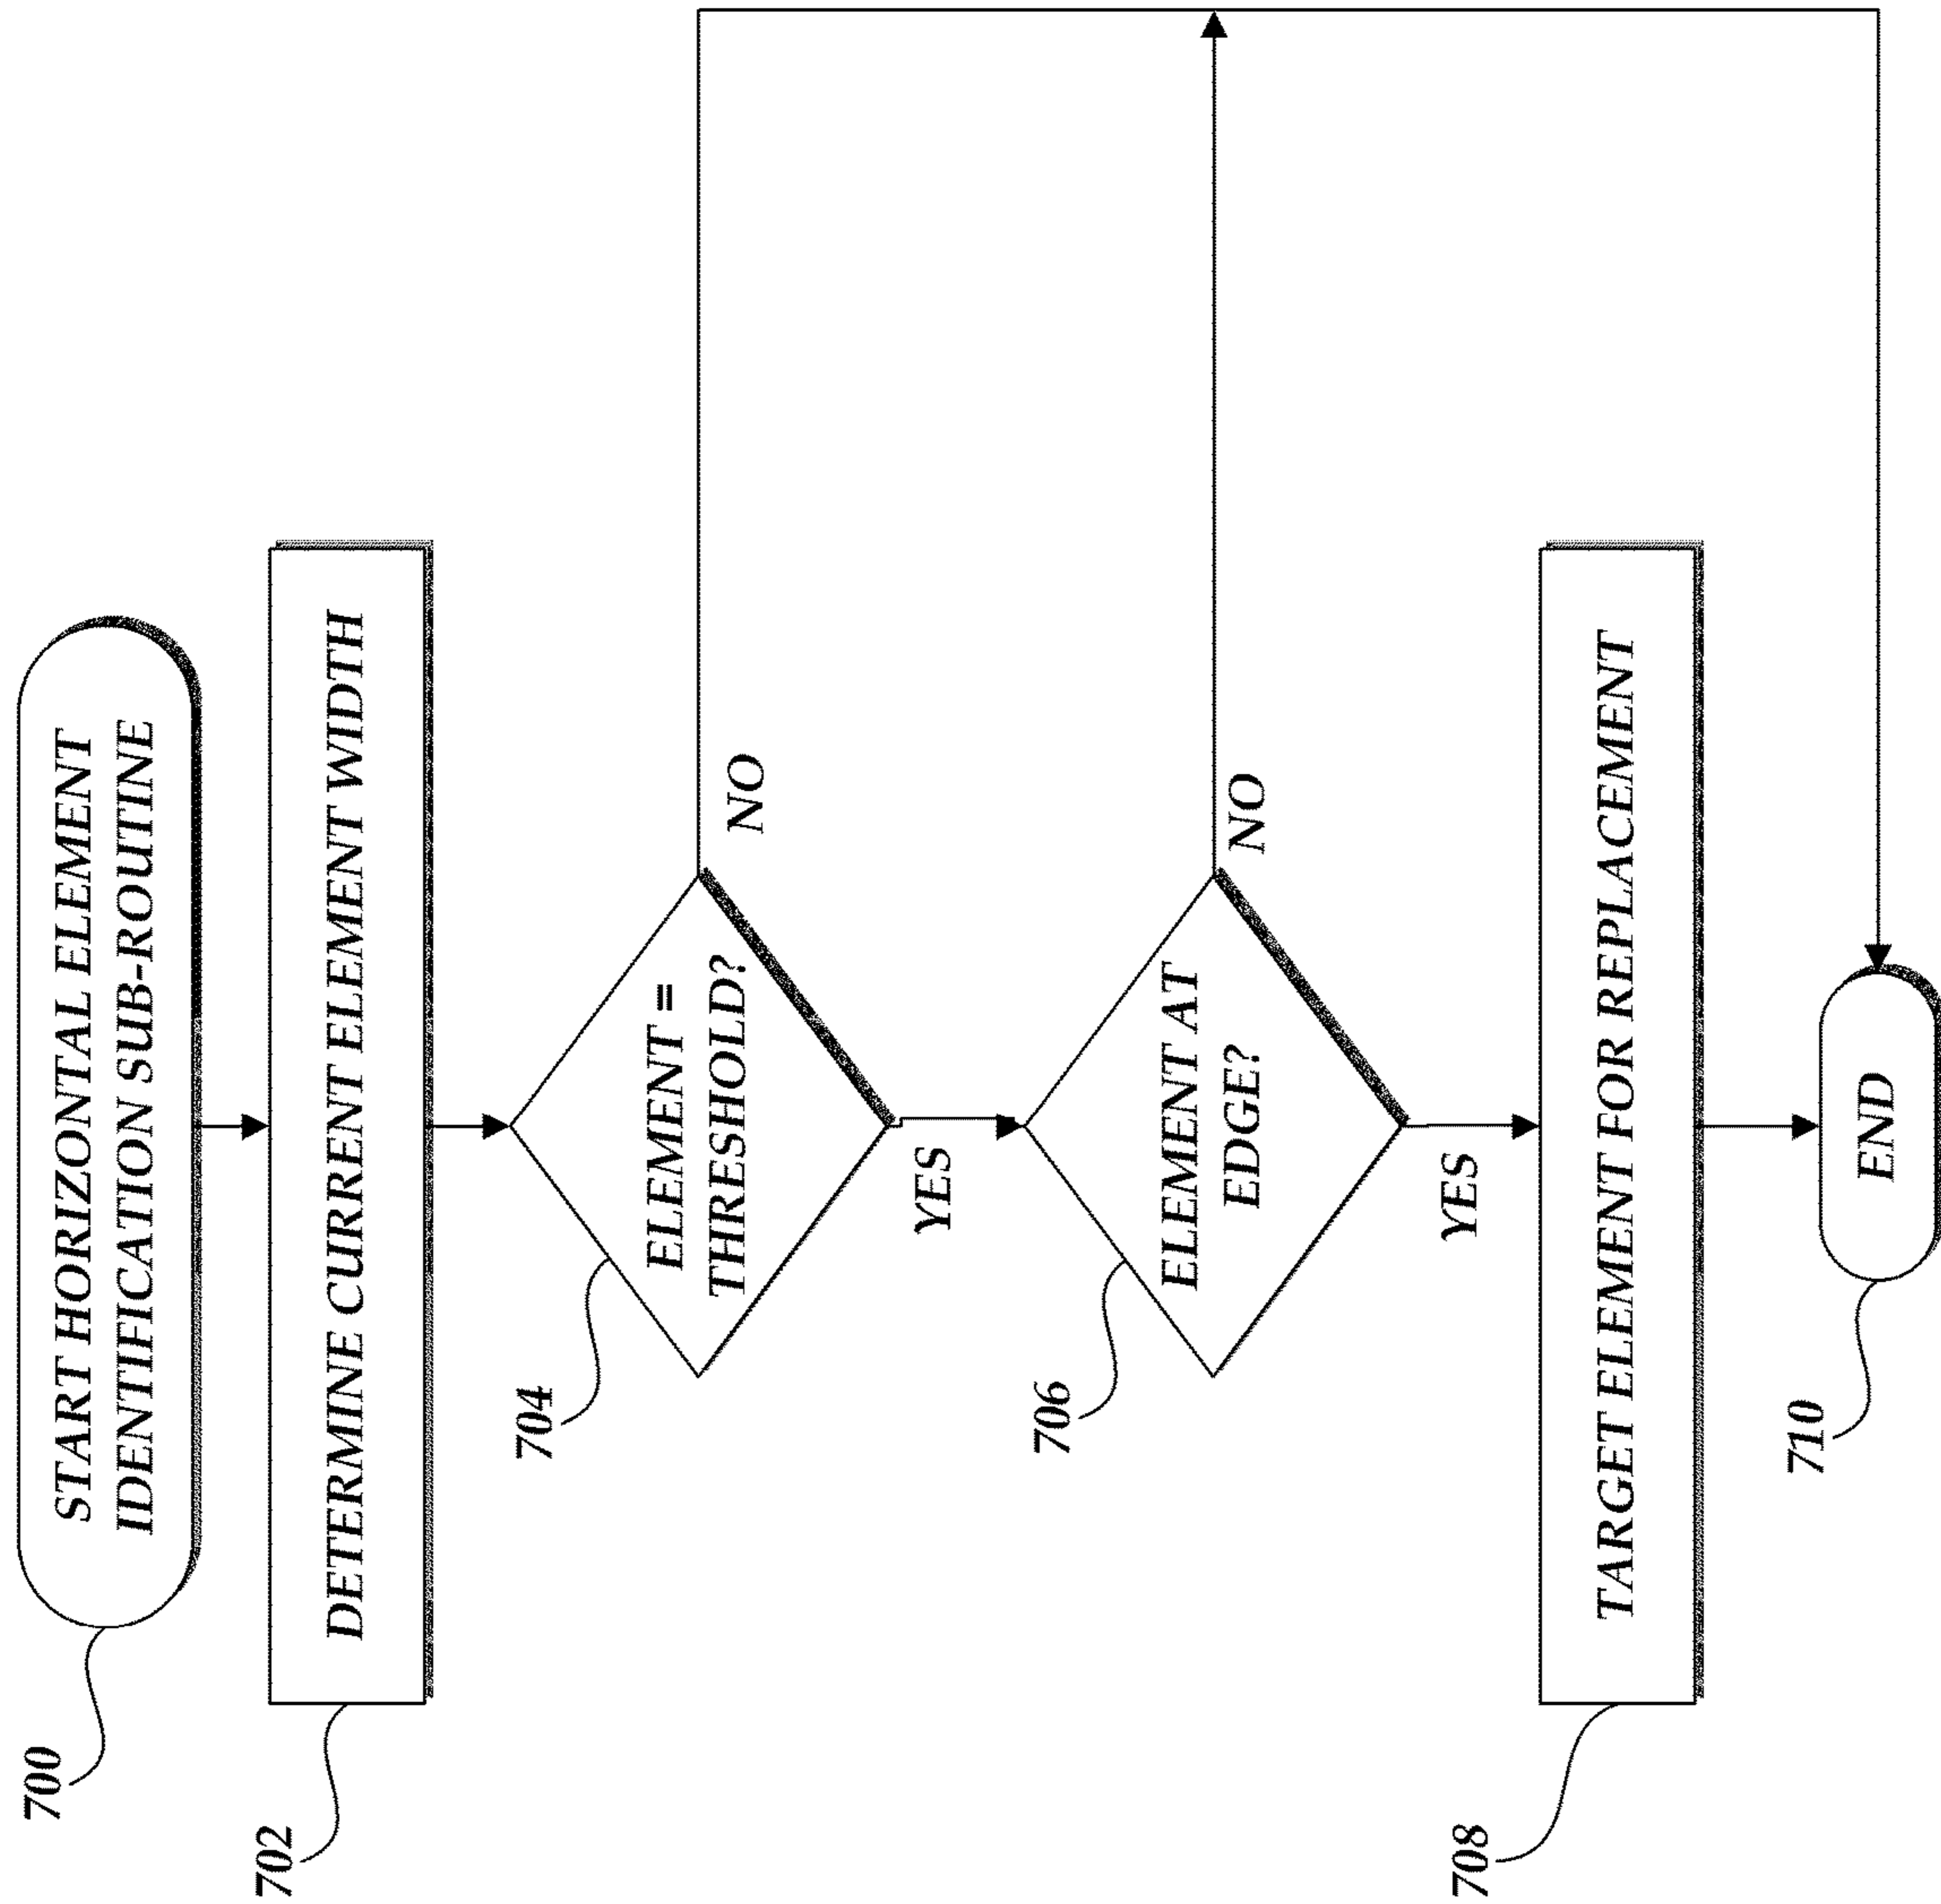 700
START HORIZONTAL ELEMENT
IDENTIFICATION SUB-ROUTINE
702
DETERMINE CURRENT ELEMENT WIDTH
704
ELEMENT =
THRESHOLD?
NO
YES
706
ELEMENT AT
EDGE?
NO
YES
708
TARGET ELEMENT FOR REPLACEMENT
710
END